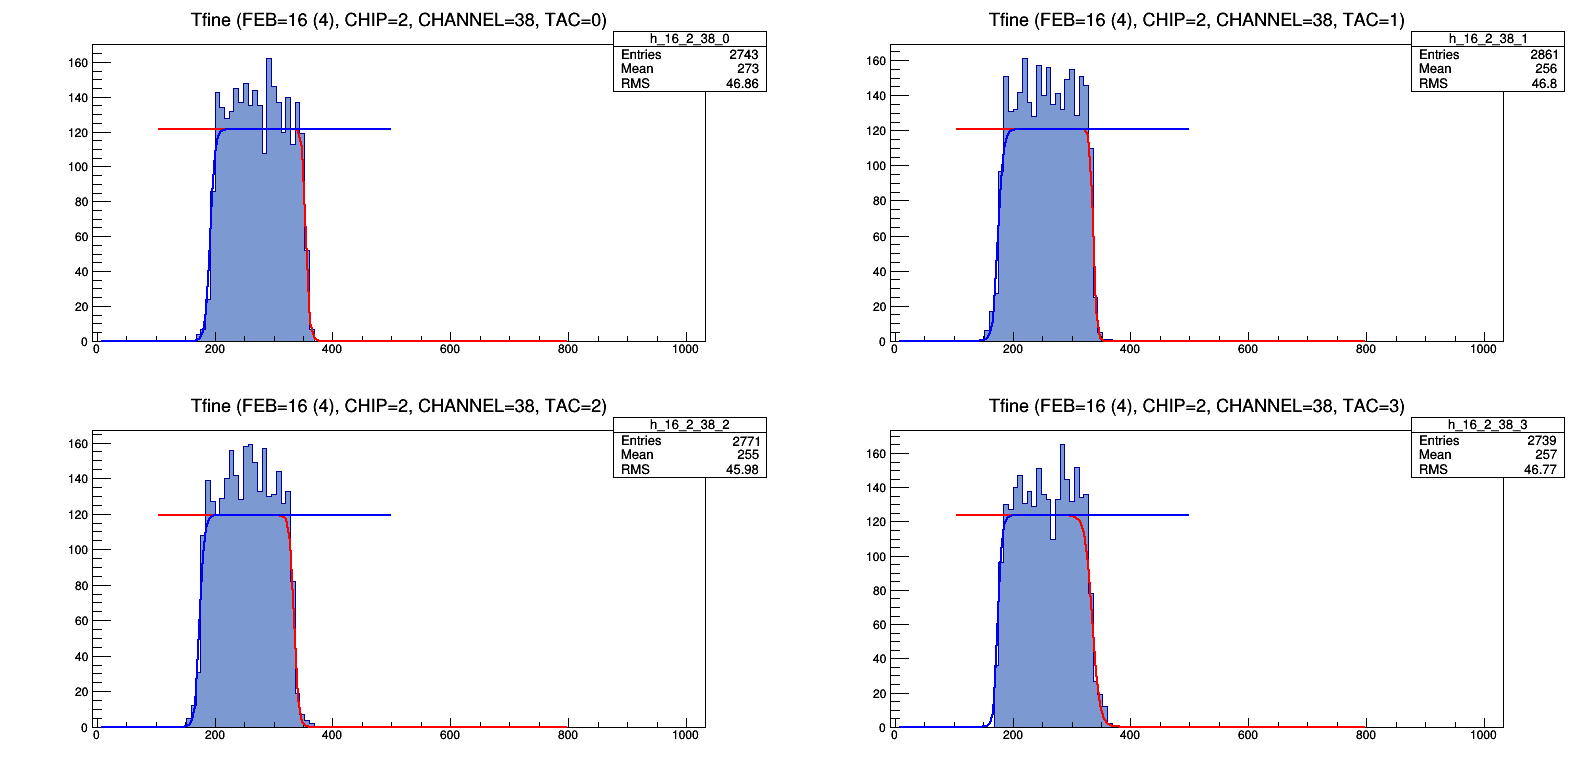 Tfine (FEB=16 (4), CHIP=2, CHANNEL=38, TAC=0)
h_16_2_38_0
Entries 2743
Mean 273
RMS 46.86
160
140
120
100
80
60
40
20
0
0 200 400 600 800 1000
Tfine (FEB=16 (4), CHIP=2, CHANNEL=38, TAC=1)
h_16_2_38_1
Entries 2861
Mean 256
RMS 46.8
160
140
120
100
80
60
40
20
0
0 200 400 600 800 1000
Tfine (FEB=16 (4), CHIP=2, CHANNEL=38, TAC=2)
h_16_2_38_2
Entries 2771
Mean 255
RMS 45.98
160
140
120
100
80
60
40
20
0
0 200 400 600 800 1000
Tfine (FEB=16 (4), CHIP=2, CHANNEL=38, TAC=3)
h_16_2_38_3
Entries 2739
Mean 257
RMS 46.77
160
140
120
100
80
60
40
20
0
0 200 400 600 800 1000